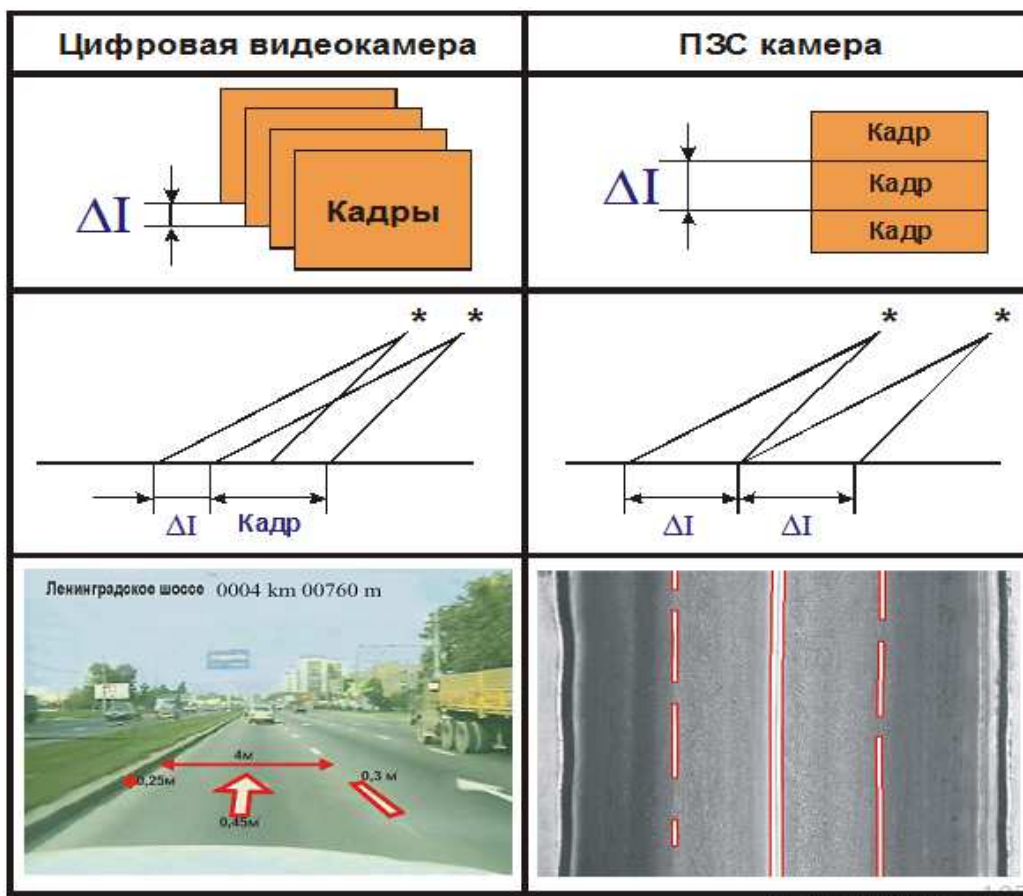 Цифровая видеокамера
ПЗС камера
ΔI
Кадры
ΔI
Кадр
Кадр
Кадр
* *
ΔI Кадр
* *
ΔI ΔI
Ленинградское шоссе 0004 km 00760 m
4м
0,25м
0,3 м
0,45м